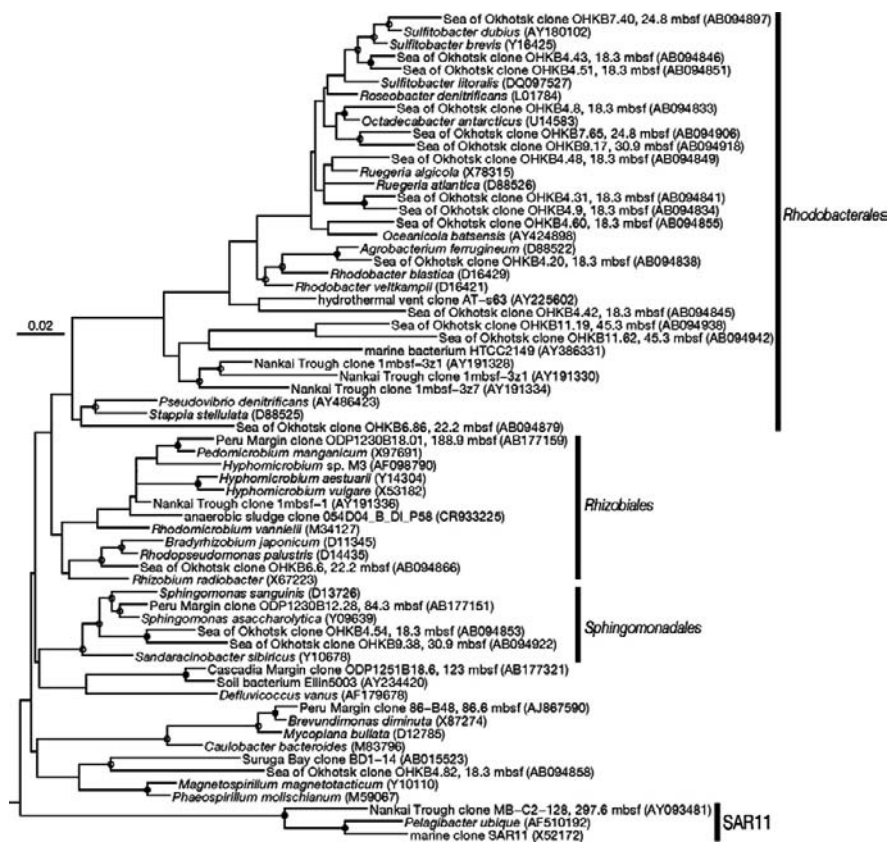 Sea of Okhotsk clone OHKB7.40, 24.8 mbsf (AB094897)
Sulfitobacter dubius (AY180102)
Sulfitobacter brevis (Y16425)
Sea of Okhotsk clone OHKB4.43, 18.3 mbsf (AB094846)
Sea of Okhotsk clone OHKB4.51, 18.3 mbsf (AB094851)
Sulfitobacter litoralis (DQ097527)
Roseobacter denitrificans (L01784)
Sea of Okhotsk clone OHKB4.8, 18.3 mbsf (AB094833)
Octadecabacter antarcticus (U14583)
Sea of Okhotsk clone OHKB7.65, 24.8 mbsf (AB094906)
Sea of Okhotsk clone OHKB9.17, 30.9 mbsf (AB094918)
Sea of Okhotsk clone OHKB4.48, 18.3 mbsf (AB094849)
Ruegeria algicola (X78315)
Ruegeria atlantica (D88526)
Sea of Okhotsk clone OHKB4.31, 18.3 mbsf (AB094841)
Sea of Okhotsk clone OHKB4.9, 18.3 mbsf (AB094834)
Sea of Okhotsk clone OHKB4.60, 18.3 mbsf (AB094855)
Oceanicola batsensis (AY424898)
Agrobacterium ferrugineum (D88522)
Sea of Okhotsk clone OHKB4.20, 18.3 mbsf (AB094838)
Rhodobacter blastica (D16429)
Rhodobacter veltkampii (D16421)
hydrothermal vent clone AT-s63 (AY225602)
Sea of Okhotsk clone OHKB4.42, 18.3 mbsf (AB094845)
Sea of Okhotsk clone OHKB11.19, 45.3 mbsf (AB094938)
Sea of Okhotsk clone OHKB11.62, 45.3 mbsf (AB094942)
marine bacterium HTCC2149 (AY386331)
Nankai Trough clone 1mbsf-3z1 (AY191328)
Nankai Trough clone 1mbsf-3z1 (AY191330)
Nankai Trough clone 1mbsf-3z7 (AY191334)
Pseudovibrio denitrificans (AY486423)
Stappia stellulata (D88525)
Sea of Okhotsk clone OHKB6.86, 22.2 mbsf (AB094879)
Rhodobacterales
0.02
Peru Margin clone ODP1230B18.01, 188.9 mbsf (AB177159)
Pedomicrobium manganicum (X97691)
Hyphomicrobium sp. M3 (AF098790)
Hyphomicrobium aestuarii (Y14304)
Hyphomicrobium vulgare (X53182)
Nankai Trough clone 1mbsf-1 (AY191336)
anaerobic sludge clone 054D04_B_DI_P58 (CR933225)
Rhodomicrobium vannielii (M34127)
Bradyrhizobium japonicum (D11345)
Rhodopseudomonas palustris (D14435)
Sea of Okhotsk clone OHKB6.6, 22.2 mbsf (AB094866)
Rhizobium radiobacter (X67223)
Rhizobiales
Sphingomonas sanguinis (D13726)
Peru Margin clone ODP1230B12.28, 84.3 mbsf (AB177151)
Sphingomonas asaccharolytica (Y09639)
Sea of Okhotsk clone OHKB4.54, 18.3 mbsf (AB094853)
Sea of Okhotsk clone OHKB9.38, 30.9 mbsf (AB094922)
Sandaracinobacter sibiricus (Y10678)
Sphingomonadales
Cascadia Margin clone ODP1251B18.6, 123 mbsf (AB177321)
Soil bacterium Ellin5003 (AY234420)
Defluvicoccus vanus (AF179678)
Peru Margin clone 86-B48, 86.6 mbsf (AJ867590)
Brevundimonas diminuta (X87274)
Mycoplana bullata (D12785)
Caulobacter bacteroides (M83796)
Suruga Bay clone BD1-14 (AB015523)
Sea of Okhotsk clone OHKB4.82, 18.3 mbsf (AB094858)
Magnetospirillum magnetotacticum (Y10110)
Phaeospirillum molischianum (M59067)
Nankai Trough clone MB-C2-128, 297.6 mbsf (AY093481)
Pelagibacter ubique (AF510192)
marine clone SAR11 (X52172)
SAR11